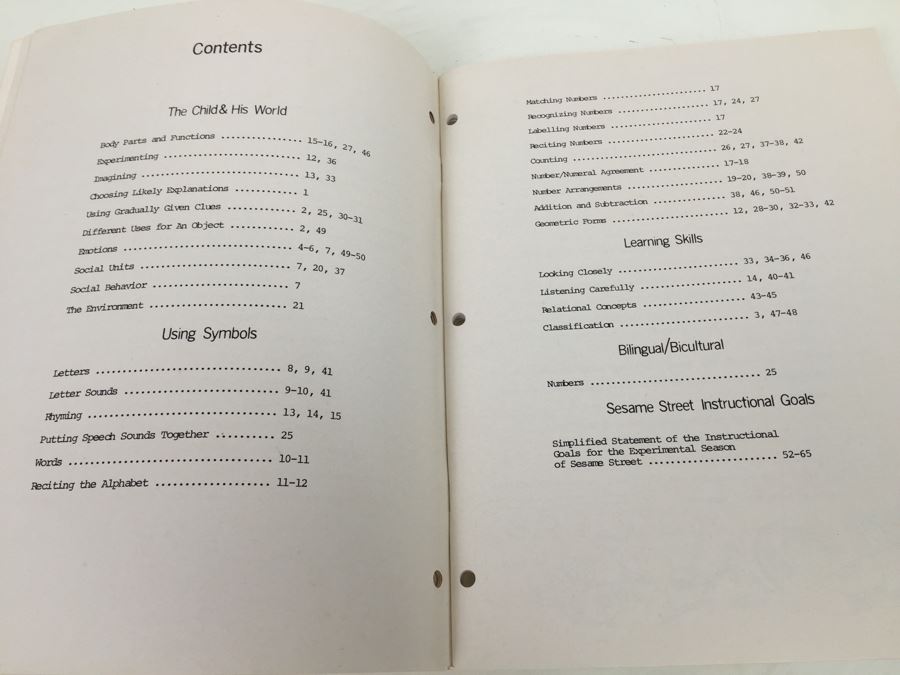 Contents
The Child & His World
Body Parts and Functions .............. 15-16, 27, 46
Experimenting ........................ 12, 36
Imagining ............................ 13, 33
Choosing Likely Explanations .......... 1
Using Gradually Given Clues ........... 2, 25, 30-31
Different Uses for An Object .......... 2, 49
Emotions ............................. 4-6, 7, 49-50
Social Units .......................... 7, 20, 37
Social Behavior ....................... 7
The Environment ....................... 21
Using Symbols
Letters ............................... 8, 9, 41
Letter Sounds ......................... 9-10, 41
Rhyming ............................... 13, 14, 15
Putting Speech Sounds Together .......... 25
Words ................................. 10-11
Reciting the Alphabet .................. 11-12
Matching Numbers ...................... 17
Recognizing Numbers ................... 17, 24, 27
Labelling Numbers ..................... 17
Reciting Numbers ...................... 22-24
Counting .............................. 26, 27, 37-38, 42
Number/Numeral Agreement .............. 17-18
Number Arrangements ................... 19-20, 38-39, 50
Addition and Subtraction .............. 38, 46, 50-51
Geometric Forms ....................... 12, 28-30, 32-33, 42
Learning Skills
Looking Closely ....................... 33, 34-36, 46
Listening Carefully ................... 14, 40-41
Relational Concepts ................... 43-45
Classification ........................ 3, 47-48
Bilingual/Bicultural
Numbers ............................... 25
Sesame Street Instructional Goals
Simplified Statement of the Instructional
Goals for the Experimental Season
of Sesame Street ....................... 52-65